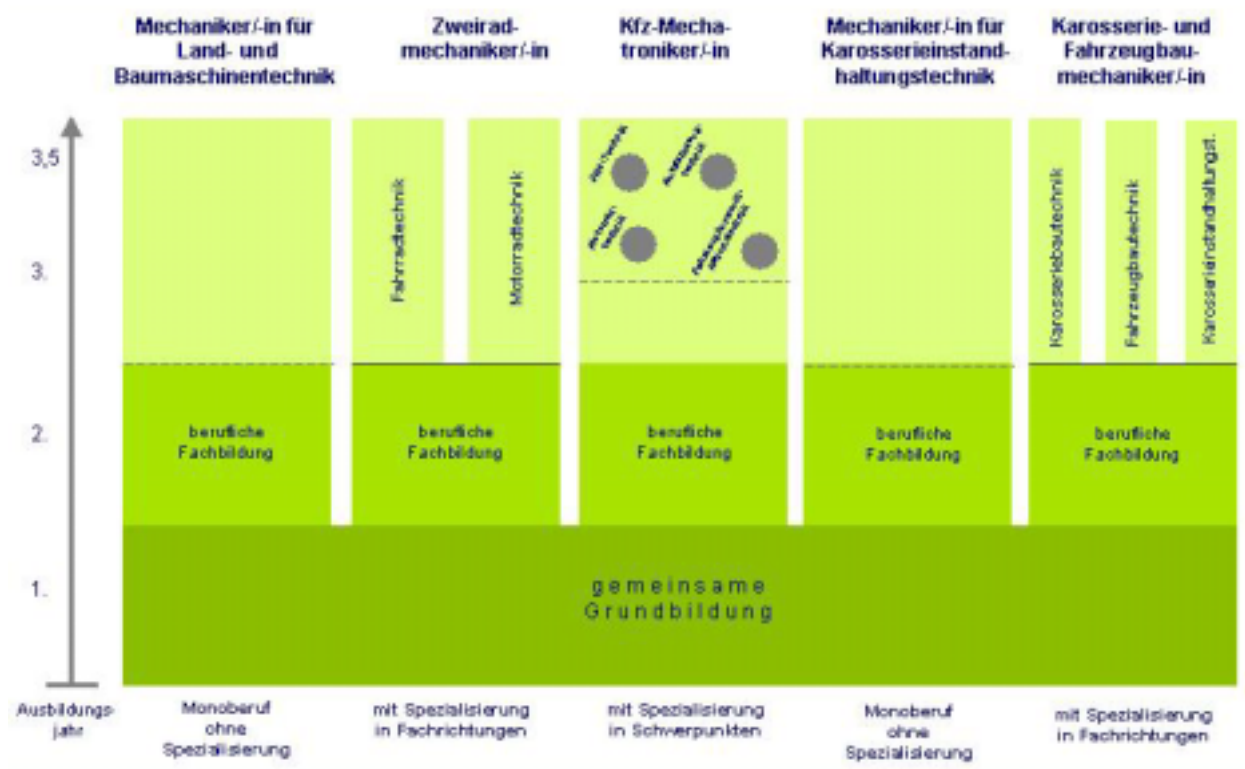 Mechaniker/-in für
Land- und
Baumaschinentechnik
Zweirad-
mechaniker/-in
Kfz-Mecha-
troniker/-in
Mechaniker/-in für
Karosserieinstand-
haltungstechnik
Karosserie- und
Fahrzeugbau-
mechaniker/-in
3,5
3.
2.
1.
Ausbildungs-
jahr
Fahrradtechnik
Motorradtechnik
Karosseriebautechnik
Fahrzeugbautechnik
Karosserieinstandhaltungst.
berufliche
Fachbildung
berufliche
Fachbildung
berufliche
Fachbildung
berufliche
Fachbildung
berufliche
Fachbildung
gemeinsame
Grundbildung
Monoberuf
ohne
Spezialisierung
mit Spezialisierung
in Fachrichtungen
mit Spezialisierung
in Schwerpunkten
Monoberuf
ohne
Spezialisierung
mit Spezialisierung
in Fachrichtungen